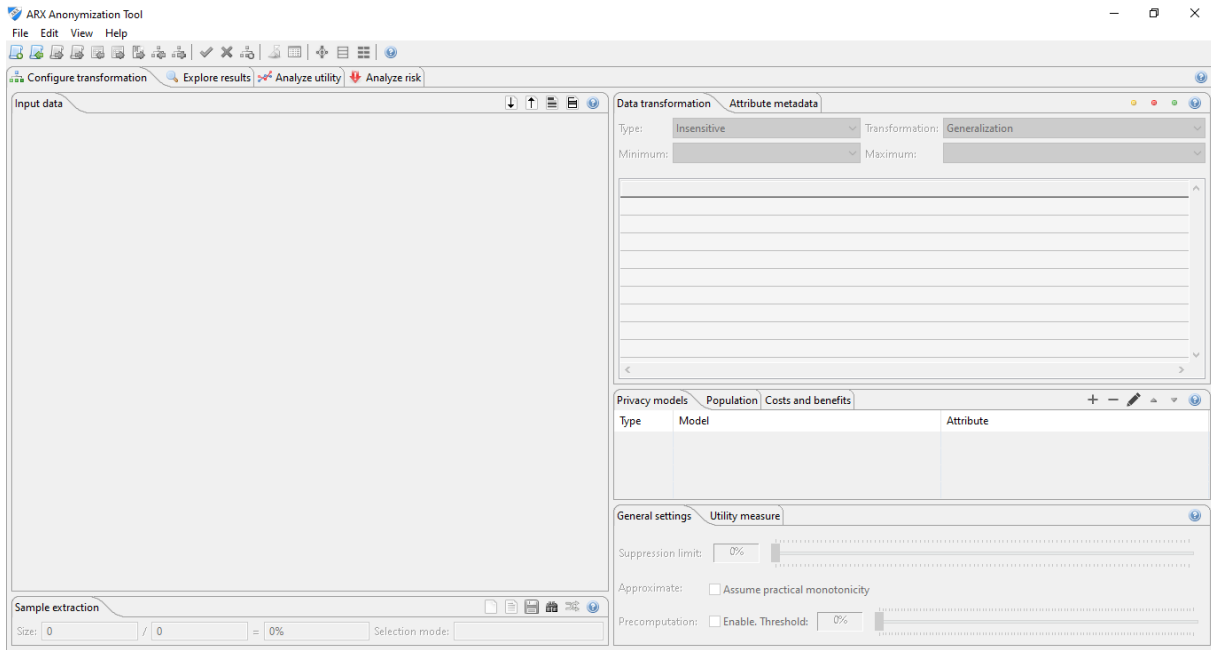 ARX Anonymization Tool
File Edit View Help
Configure transformation Explore results Analyze utility Analyze risk
Input data
Data transformation Attribute metadata
Type: Insensitive Transformation: Generalization
Minimum: Maximum:
Privacy models Population Costs and benefits
Type Model Attribute
General settings Utility measure
Suppression limit: 0%
Approximate: Assume practical monotonicity
Precomputation: Enable. Threshold: 0%
Sample extraction
Size: 0 / 0 = 0% Selection mode: